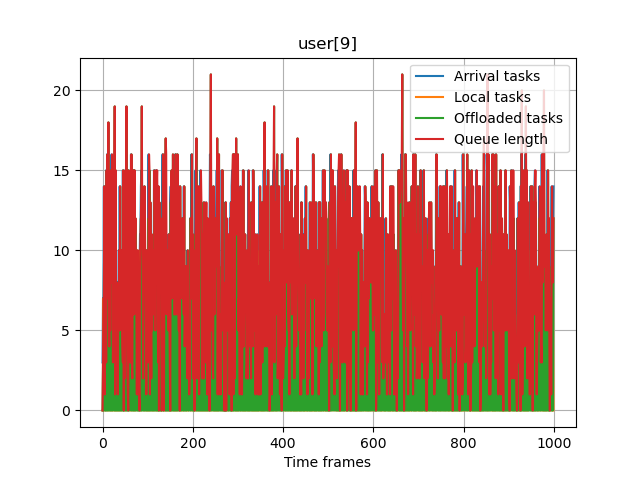 user[9]
Arrival tasks
Local tasks
Offloaded tasks
Queue length
20
15
10
5
0
0 200 400 600 800 1000
Time frames